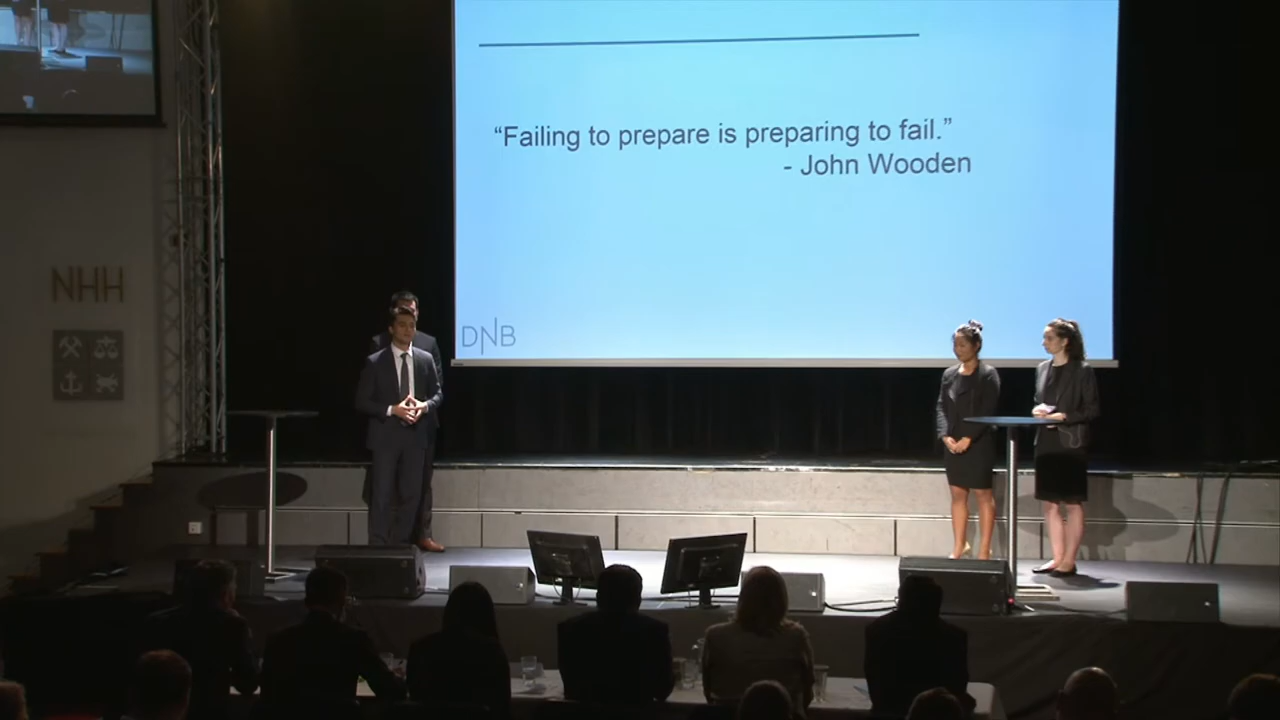 “Failing to prepare is preparing to fail.”
- John Wooden
DNB
NHH